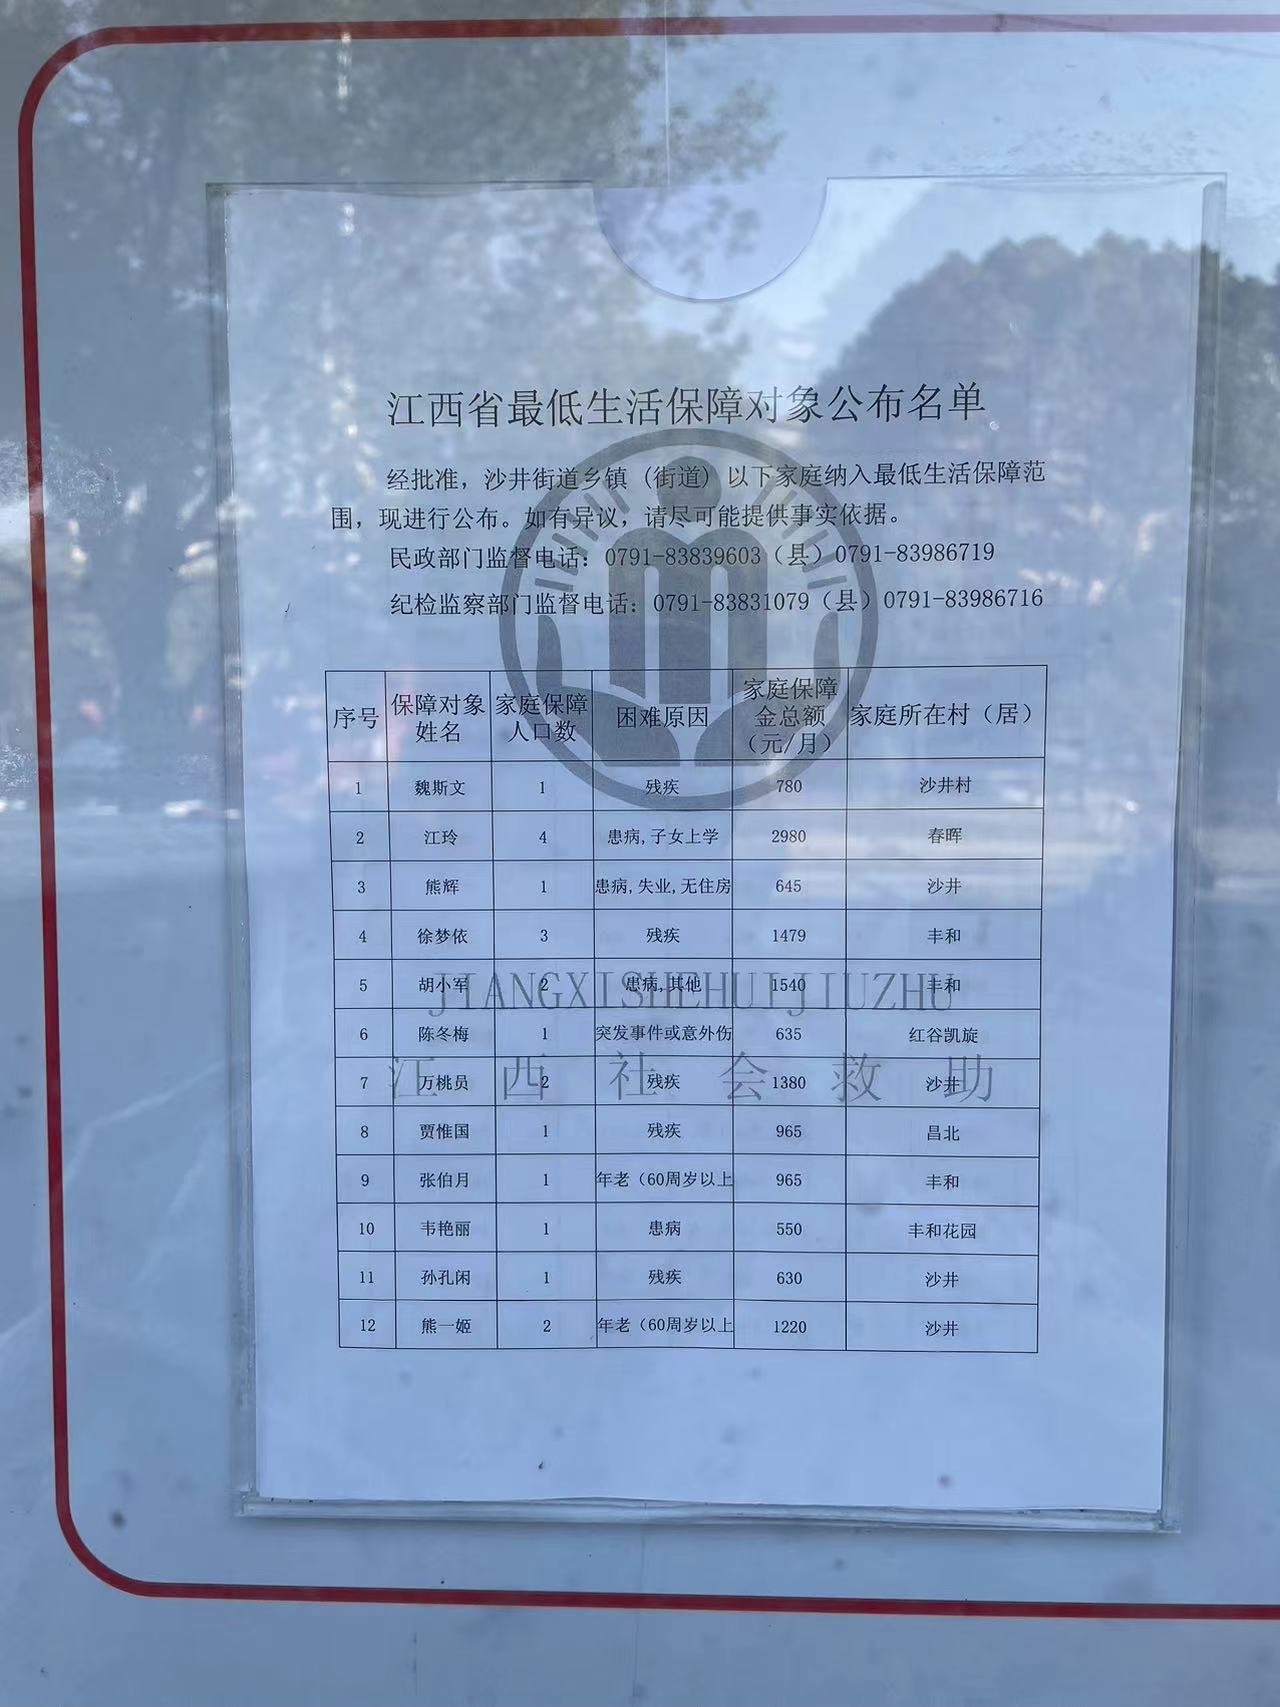 江西省最低生活保障对象公布名单
经批准，沙井街道乡镇（街道）以下家庭纳入最低生活保障范
围，现进行公布。如有异议，请尽可能提供事实依据。
民政部门监督电话：0791-83839603（县）0791-83986719
纪检监察部门监督电话：0791-83831079（县）0791-83986716
序号 保障对象姓名 家庭保障人口数 困难原因 家庭保障金总额（元/月） 家庭所在村（居）
1 魏斯文 1 残疾 780 沙井村
2 江玲 4 患病,子女上学 2980 春晖
3 熊辉 1 患病,失业,无住房 645 沙井
4 徐梦依 3 残疾 1479 丰和
5 胡小军 2 患病,其他 1540 丰和
JIANGXISHEHUIJIUZHU
6 陈冬梅 1 突发事件或意外伤 635 红谷凯旋
7 万桃员 2 残疾 1380 沙井
江西社会救助
8 贾惟国 1 残疾 965 昌北
9 张伯月 1 年老（60周岁以上 965 丰和
10 韦艳丽 1 患病 550 丰和花园
11 孙孔闲 1 残疾 630 沙井
12 熊一姬 2 年老（60周岁以上 1220 沙井